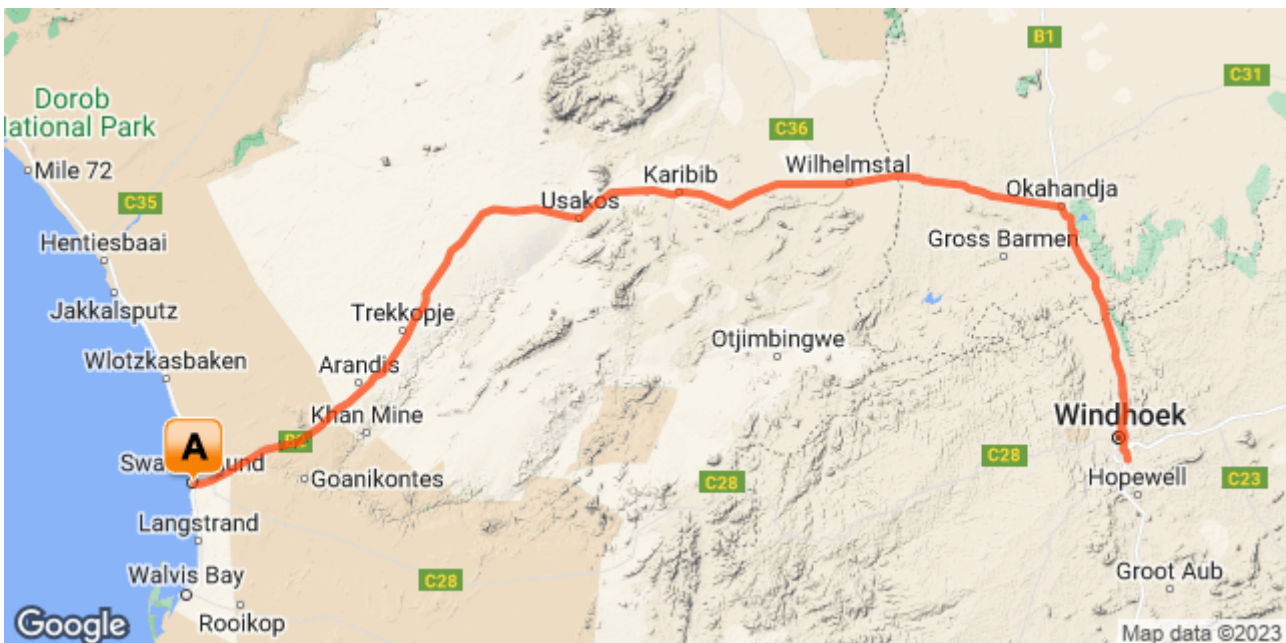 B1
C31
Dorob
National Park
Mile 72
C36
Wilhelmstal
Karibib
C35
Usakos
Okahandja
Hentiesbaai
Gross Barmen
Jakkalsputz
Trekkopje
Otjimbingwe
Wlotzkasbaken
Arandis
Khan Mine
Windhoek
B2
A
C28
Goanikontes
C28
Hopewell
C23
Langstrand
Walvis Bay
C28
Groot Aub
Rooikop
Google
Map data ©2023